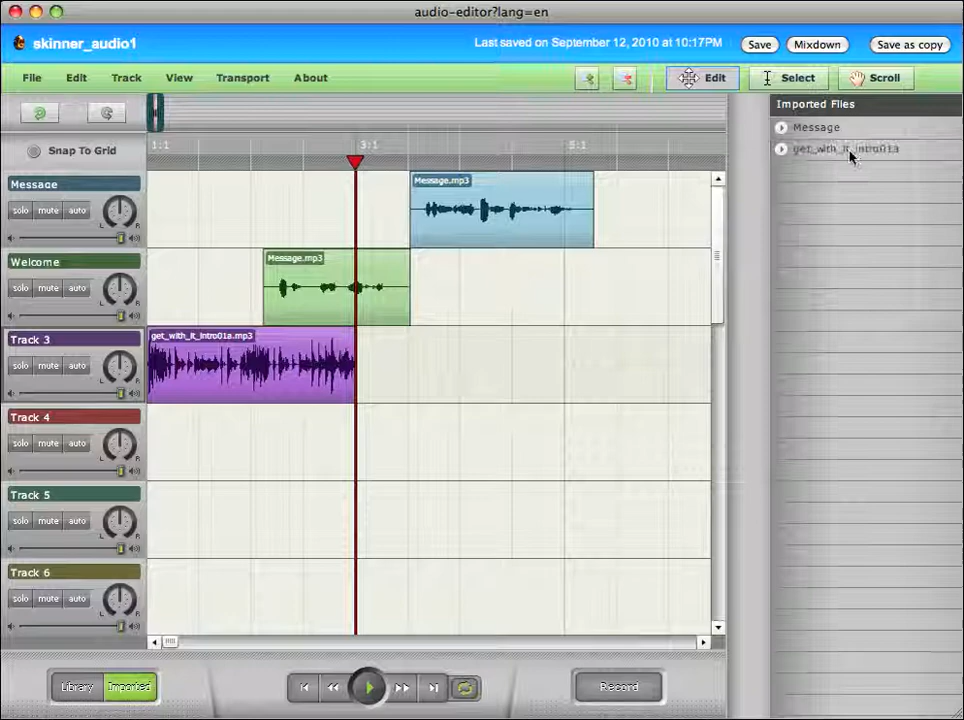 audio-editor?lang=en
skinner_audio1
Last saved on September 12, 2010 at 10:17PM
Save
Mixdown
Save as copy
File Edit Track View Transport About
Edit
Select
Scroll
Imported Files
Message
get_with_it_intro01a
Snap To Grid
1:1
3:1
5:1
Message
solo mute auto
L R
Message.mp3
Welcome
solo mute auto
L R
Message.mp3
Track 3
solo mute auto
L R
get_with_it_intro01a.mp3
Track 4
solo mute auto
L R
Track 5
solo mute auto
L R
Track 6
solo mute auto
L R
Library
Imported
Record